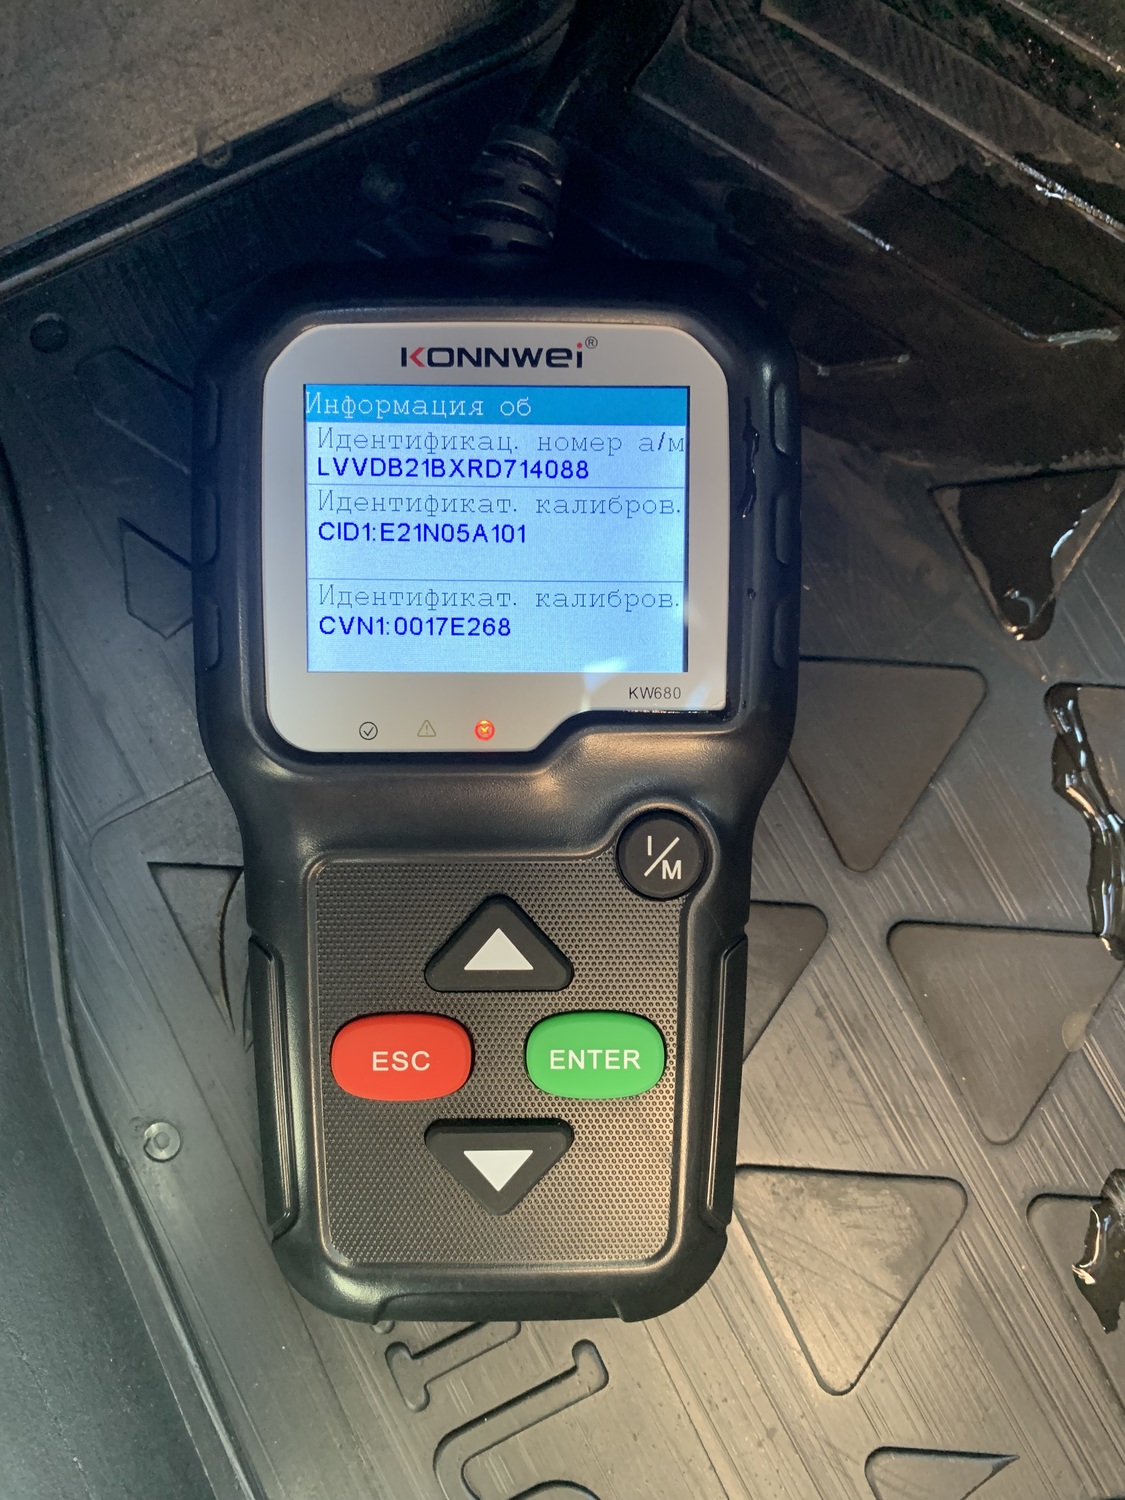 KONNWEI®
Информация об
Идентификац. номер а/м
LVVDB21BXRD714088
Идентификат. калибров.
CID1:E21N05A101
Идентификат. калибров.
CVN1:0017E268
KW680
I/M
ESC
ENTER